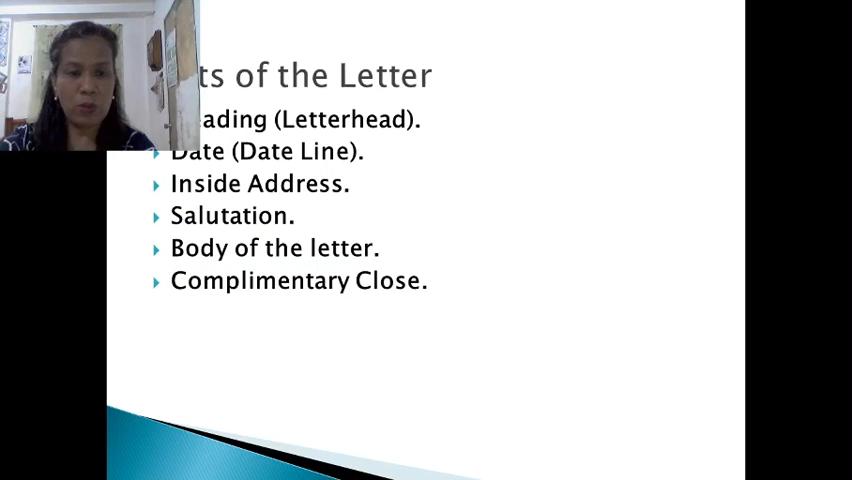 ts of the Letter
ading (Letterhead).
Date (Date Line).
Inside Address.
Salutation.
Body of the letter.
Complimentary Close.